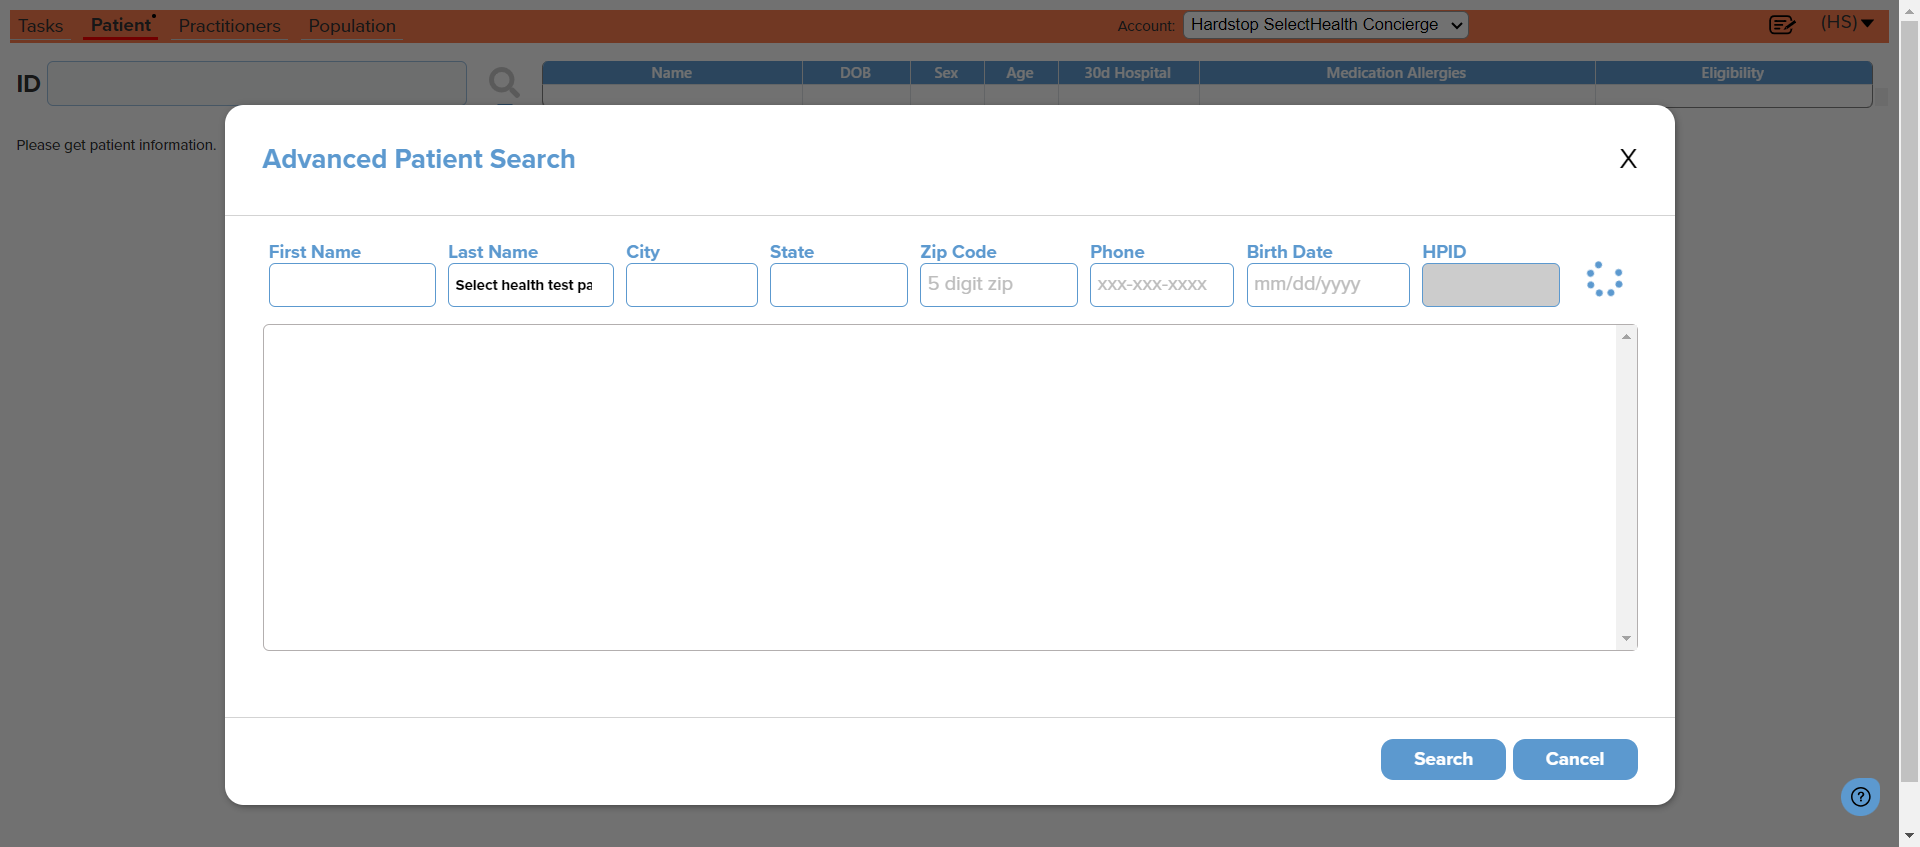 Tasks Patient Practitioners Population Account: Hardstop SelectHealth Concierge (HS)
ID Name DOB Sex Age 30d Hospital Medication Allergies Eligibility
Please get patient information.
Advanced Patient Search X
First Name Last Name City State Zip Code Phone Birth Date HPID
Select health test pa 5 digit zip xxx-xxx-xxxx mm/dd/yyyy
Search Cancel
?